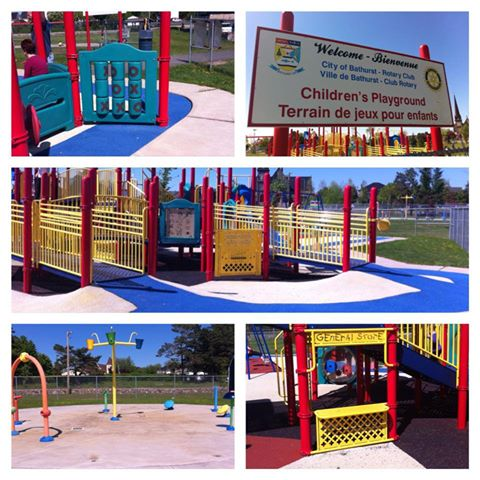 Welcome - Bienvenue
City of Bathurst - Rotary Club
Ville de Bathurst - Club Rotary
Children's Playground
Terrain de jeux pour enfants
GENERAL STORE